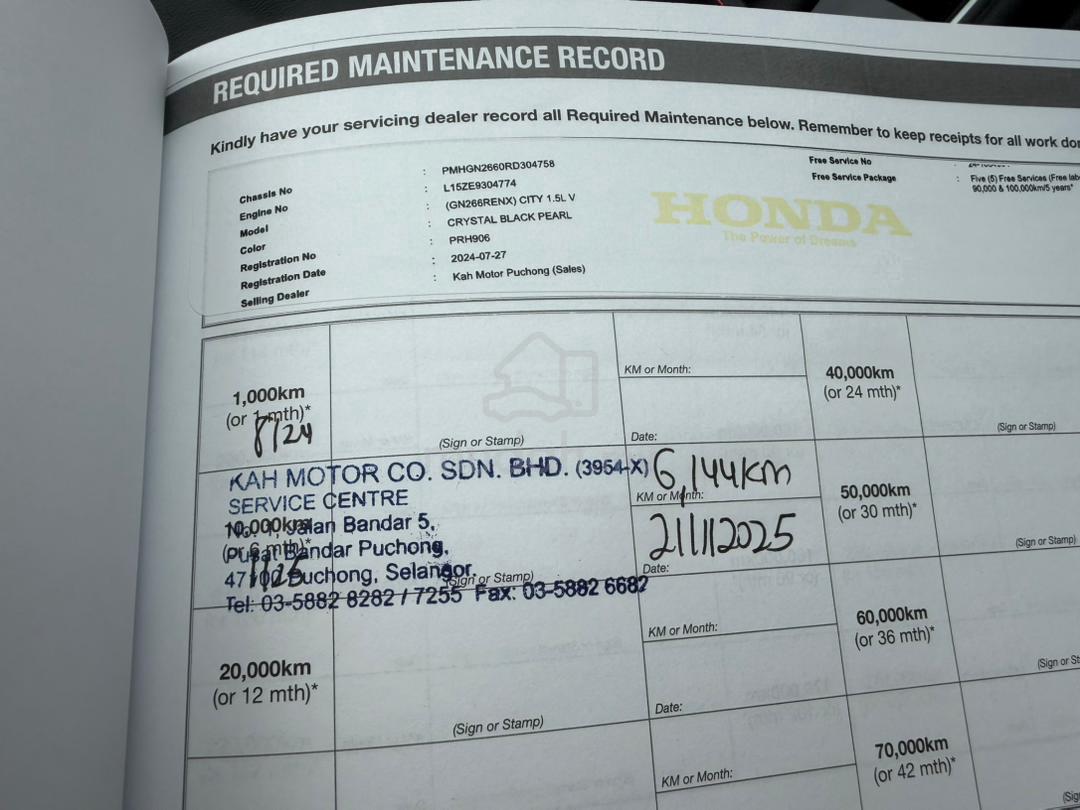 REQUIRED MAINTENANCE RECORD
Kindly have your servicing dealer record all Required Maintenance below. Remember to keep receipts for all work
Chassis No : PMHGN2660RD304758
Engine No : L15ZE9304774
Model : (GN266RENX) CITY 1.5L V
Color : CRYSTAL BLACK PEARL
Registration No : PRH906
Registration Date : 2024-07-27
Selling Dealer : Kah Motor Puchong (Sales)
Free Service No
Free Service Package : Five (5) Free Services (Free
90,000 & 100,000km/5 years*
HONDA
The Power of Dreams
1,000km
(or 1 mth)*
8/24
(Sign or Stamp)
KM or Month:
Date:
40,000km
(or 24 mth)*
(Sign or Stamp)
KAH MOTOR CO. SDN. BHD. (3954-X)
SERVICE CENTRE
No. 1, Jalan Bandar 5,
Pusat Bandar Puchong,
47100 Puchong, Selangor.
Tel: 03-5882 8282 / 7255 Fax: 03-5882 6682
10,000km
(or 6 mth)*
1/25
(Sign or Stamp)
6,144km
KM or Month:
21/1/2025
Date:
50,000km
(or 30 mth)*
(Sign or Stamp)
20,000km
(or 12 mth)*
(Sign or Stamp)
KM or Month:
Date:
60,000km
(or 36 mth)*
(Sign or
KM or Month:
70,000km
(or 42 mth)*